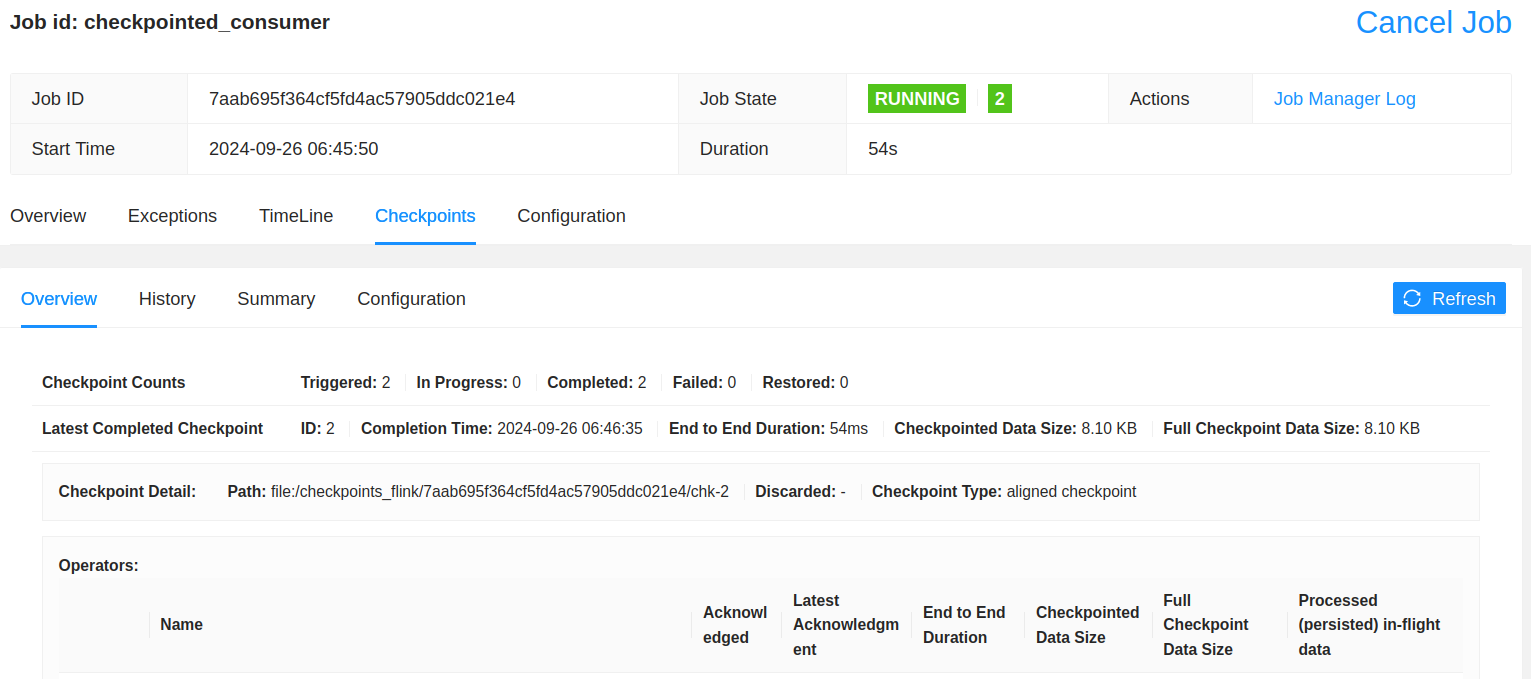 Job id: checkpointed_consumer
Cancel Job
Job ID 7aab695f364cf5fd4ac57905ddc021e4 Job State RUNNING 2 Actions Job Manager Log
Start Time 2024-09-26 06:45:50 Duration 54s
Overview Exceptions TimeLine Checkpoints Configuration
Overview History Summary Configuration Refresh
Checkpoint Counts Triggered: 2 In Progress: 0 Completed: 2 Failed: 0 Restored: 0
Latest Completed Checkpoint ID: 2 Completion Time: 2024-09-26 06:46:35 End to End Duration: 54ms Checkpointed Data Size: 8.10 KB Full Checkpoint Data Size: 8.10 KB
Checkpoint Detail: Path: file:/checkpoints_flink/7aab695f364cf5fd4ac57905ddc021e4/chk-2 Discarded: - Checkpoint Type: aligned checkpoint
Operators:
Name
Acknowl
edged
Latest
Acknowledgm
ent
End to End
Duration
Checkpointed
Data Size
Full
Checkpoint
Data Size
Processed
(persisted) in-flight
data